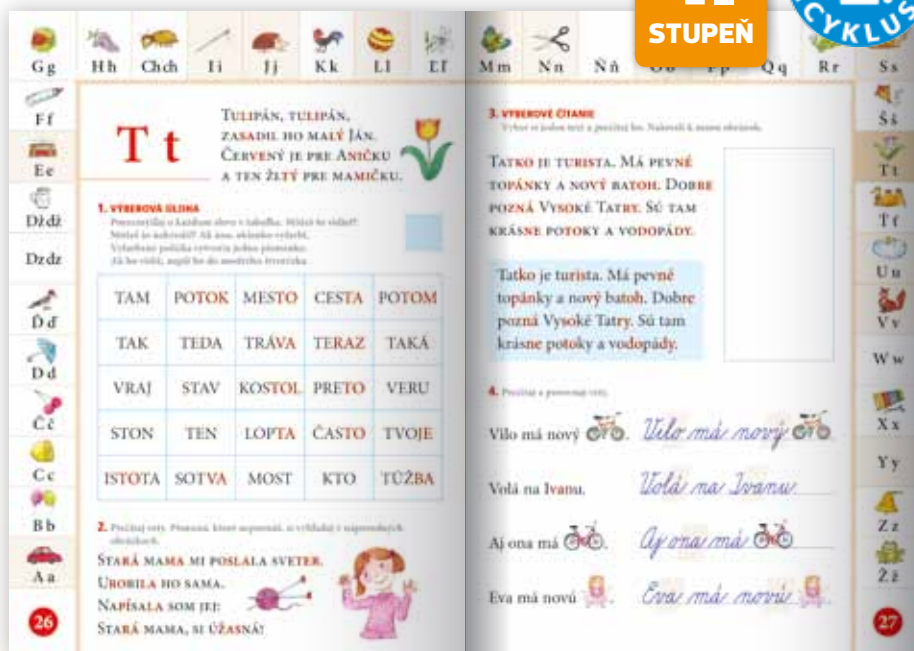 STUPEŇ
CYKLUS
Gg Hh Chch Ii Jj Kk Ll Ľľ
Ff
Ee
Dždž
Dzdz
Ďď
Dd
Čč
Cc
Bb
Aa
26
T t
TULIPÁN, TULIPÁN,
ZASADIL HO MALÝ JÁN.
ČERVENÝ JE PRE ANIČKU
A TEN ŽLTÝ PRE MAMIČKU.
1. VÝBEROVÁ ÚLOHA
TAM POTOK MESTO CESTA POTOM
TAK TEDA TRÁVA TERAZ TAKÁ
VRAJ STAV KOSTOL PRETO VERU
STON TEN LOPTA ČASTO TVOJE
ISTOTA SOTVA MOST KTO TÚŽBA
2.
STARÁ MAMA MI POSLALA SVETER.
UROBILA HO SAMA.
NAPÍSALA SOM JEJ:
STARÁ MAMA, SI ÚŽASNÁ!
Mm Nn Ňň Qq Rr Ss
3. VÝBEROVÉ ČÍTANIE
TATKO JE TURISTA. MÁ PEVNÉ
TOPÁNKY A NOVÝ BATOH. DOBRE
POZNÁ VYSOKÉ TATRY. SÚ TAM
KRÁSNE POTOKY A VODOPÁDY.
Tatko je turista. Má pevné
topánky a nový batoh. Dobre
pozná Vysoké Tatry. Sú tam
krásne potoky a vodopády.
4. Prečítaj a porovnaj vety.
Vilo má nový . Vilo má nový .
Volá na Ivanu. Volá na Ivanu.
Aj ona má . Aj ona má
Eva má novú . Eva má novú .
Šš
Tt
Ťť
Uu
Vv
Ww
Xx
Yy
Zz
Žž
27